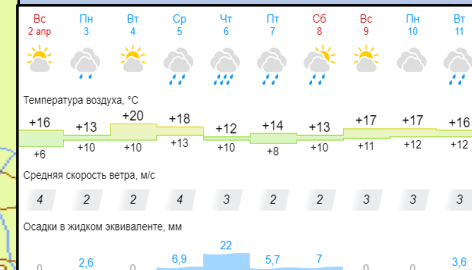 Вс Пн Вт Ср Чт Пт Сб Вс Пн Вт
2 апр 3 4 5 6 7 8 9 10 11
Температура воздуха, °C
+16 +13 +20 +18 +12 +14 +13 +17 +17 +16
+6 +10 +10 +13 +10 +8 +10 +11 +12 +12
Средняя скорость ветра, м/с
4 2 2 4 3 2 2 3 3 3
Осадки в жидком эквиваленте, мм
0 2,6 0 6,9 22 5,7 7 0 0 3,6